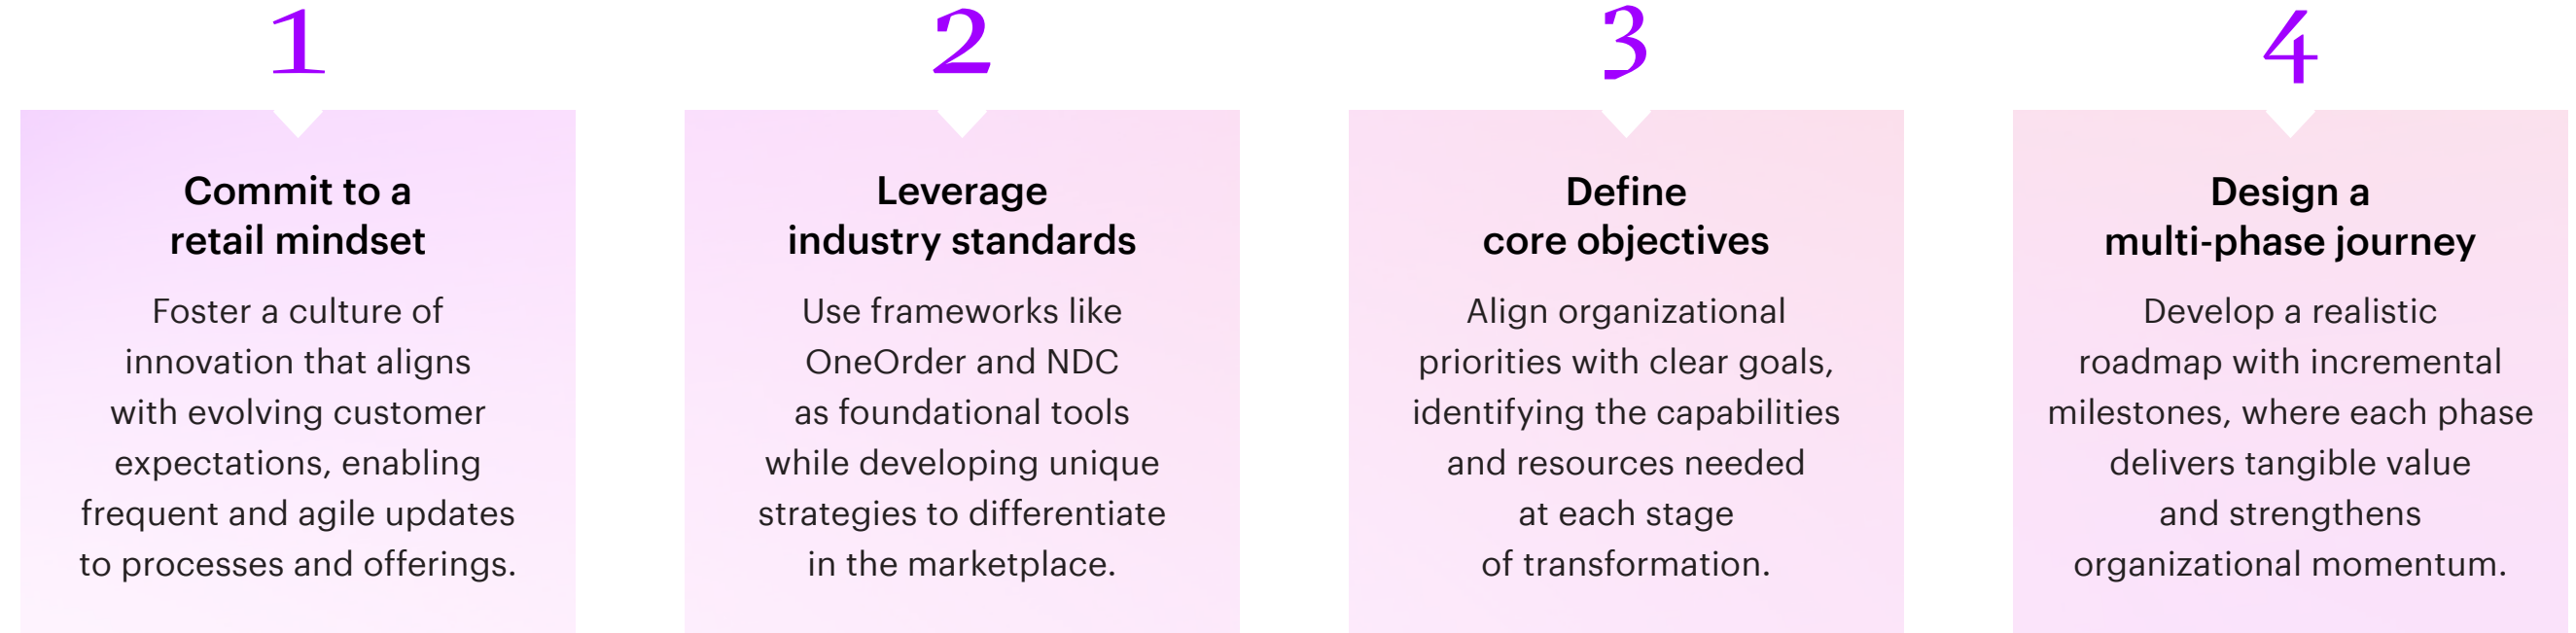 1
Commit to a
retail mindset
Foster a culture of
innovation that aligns
with evolving customer
expectations, enabling
frequent and agile updates
to processes and offerings.
2
Leverage
industry standards
Use frameworks like
OneOrder and NDC
as foundational tools
while developing unique
strategies to differentiate
in the marketplace.
3
Define
core objectives
Align organizational
priorities with clear goals,
identifying the capabilities
and resources needed
at each stage
of transformation.
4
Design a
multi-phase journey
Develop a realistic
roadmap with incremental
milestones, where each phase
delivers tangible value
and strengthens
organizational momentum.